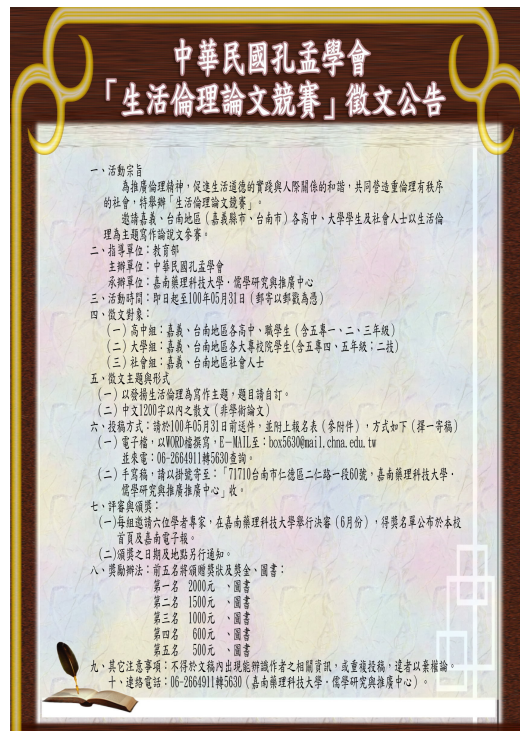 中華民國孔孟學會
「生活倫理論文競賽」徵文公告
一、活動宗旨
為推廣倫理精神，促進生活道德的實踐與人際關係的和諧，共同營造重倫理有秩序
的社會，特舉辦「生活倫理論文競賽」。
邀請嘉義、台南地區（嘉義縣市、台南市）各高中、大學學生及社會人士以生活倫
理為主題寫作論說文參賽。
二、指導單位：教育部
主辦單位：中華民國孔孟學會
承辦單位：嘉南藥理科技大學‧儒學研究與推廣中心
三、活動時間：即日起至100年05月31日（郵寄以郵戳為憑）
四、徵文對象：
（一）高中組：嘉義、台南地區各高中、職學生（含五專一、二、三年級）
（二）大學組：嘉義、台南地區各大專校院學生(含五專四、五年級；二技)
（三）社會組：嘉義、台南地區社會人士
五、徵文主題與形式
（一）以發揚生活倫理為寫作主題，題目請自訂。
（二）中文1200字以內之散文（非學術論文）
六、投稿方式：請於100年05月31日前送件，並附上報名表（參附件），方式如下（擇一寄稿）
（一）電子檔，以WORD檔撰寫，E－MAIL至：box5630@mail.chna.edu.tw
並來電：06-2664911轉5630查詢。
（二）手寫稿，請以掛號寄至：「71710台南市仁德區二仁路一段60號，嘉南藥理科技大學‧
儒學研究與推廣推廣中心」收。
七、評審與頒獎：
(一)每組邀請六位學者專家，在嘉南藥理科技大學舉行決審（6月份），得獎名單公布於本校
首頁及嘉南電子報。
(二)頒獎之日期及地點另行通知。
八、獎勵辦法：前五名將頒贈獎狀及獎金、圖書：
第一名 2000元 、圖書
第二名 1500元 、圖書
第三名 1000元 、圖書
第四名 600元 、圖書
第五名 500元 、圖書
九、其它注意事項：不得於文稿內出現能辨識作者之相關資訊，或重複投稿，違者以棄權論。
十、連絡電話：06-2664911轉5630（嘉南藥理科技大學‧儒學研究與推廣中心）。